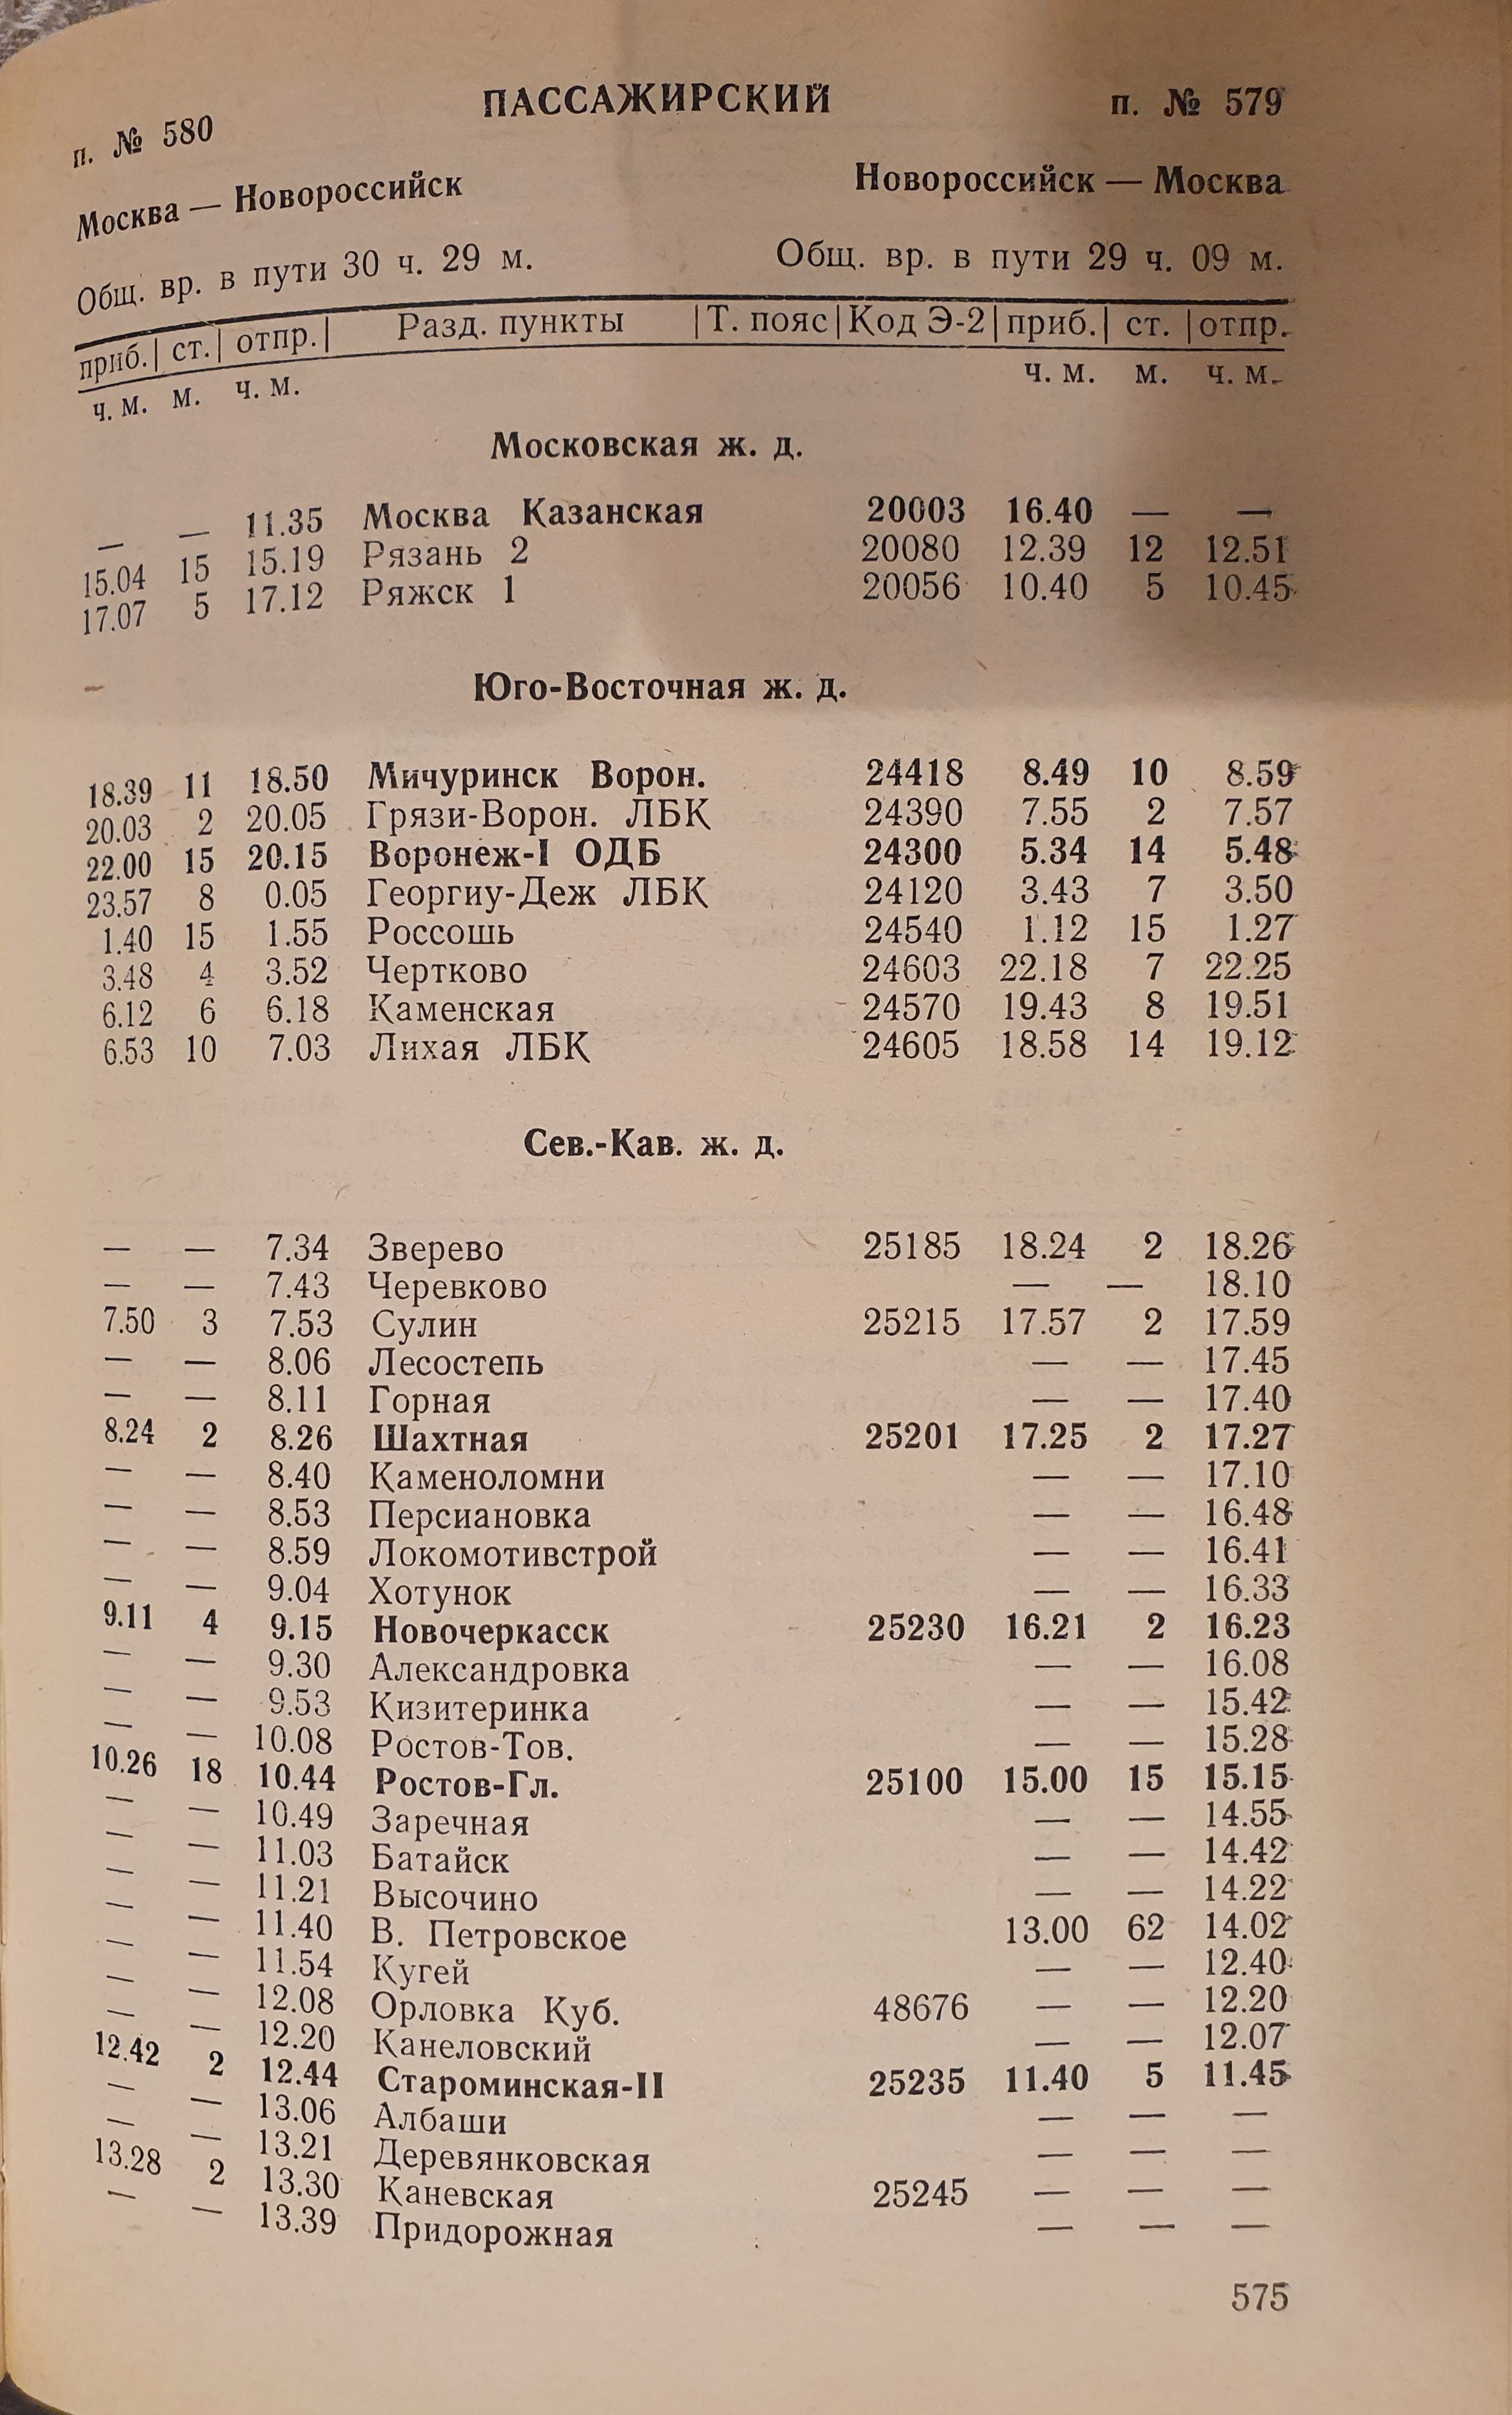 ПАССАЖИРСКИЙ
п. № 580 п. № 579
Москва — Новороссийск Новороссийск — Москва
Общ. вр. в пути 30 ч. 29 м. Общ. вр. в пути 29 ч. 09 м.
приб.| ст.| отпр.| Разд. пункты |Т. пояс|Код Э-2|приб.| ст. |отпр.
ч. м. м. ч. м. ч. м. м. ч. м.
Московская ж. д.
— — 11.35 Москва Казанская 20003 16.40 — —
15.04 15 15.19 Рязань 2 20080 12.39 12 12.51
17.07 5 17.12 Ряжск 1 20056 10.40 5 10.45
Юго-Восточная ж. д.
18.39 11 18.50 Мичуринск Ворон. 24418 8.49 10 8.59
20.03 2 20.05 Грязи-Ворон. ЛБК 24390 7.55 2 7.57
22.00 15 20.15 Воронеж-I ОДБ 24300 5.34 14 5.48
23.57 8 0.05 Георгиу-Деж ЛБК 24120 3.43 7 3.50
1.40 15 1.55 Россошь 24540 1.12 15 1.27
3.48 4 3.52 Чертково 24603 22.18 7 22.25
6.12 6 6.18 Каменская 24570 19.43 8 19.51
6.53 10 7.03 Лихая ЛБК 24605 18.58 14 19.12
Сев.-Кав. ж. д.
— — 7.34 Зверево 25185 18.24 2 18.26
— — 7.43 Черевково — — 18.10
7.50 3 7.53 Сулин 25215 17.57 2 17.59
— — 8.06 Лесостепь — — 17.45
— — 8.11 Горная — — 17.40
8.24 2 8.26 Шахтная 25201 17.25 2 17.27
— — 8.40 Каменоломни — — 17.10
— — 8.53 Персиановка — — 16.48
— — 8.59 Локомотивстрой — — 16.41
— — 9.04 Хотунок — — 16.33
9.11 4 9.15 Новочеркасск 25230 16.21 2 16.23
— — 9.30 Александровка — — 16.08
— — 9.53 Кизитеринка — — 15.42
— — 10.08 Ростов-Тов. — — 15.28
10.26 18 10.44 Ростов-Гл. 25100 15.00 15 15.15
— — 10.49 Заречная — — 14.55
— — 11.03 Батайск — — 14.42
— — 11.21 Высочино — — 14.22
— — 11.40 В. Петровское 13.00 62 14.02
— — 11.54 Кугей — — 12.40
— — 12.08 Орловка Куб. 48676 — — 12.20
— — 12.20 Канеловский — — 12.07
12.42 2 12.44 Староминская-II 25235 11.40 5 11.45
— — 13.06 Албаши — — —
— — 13.21 Деревянковская — — —
13.28 2 13.30 Каневская 25245 — — —
— — 13.39 Придорожная — — —
575